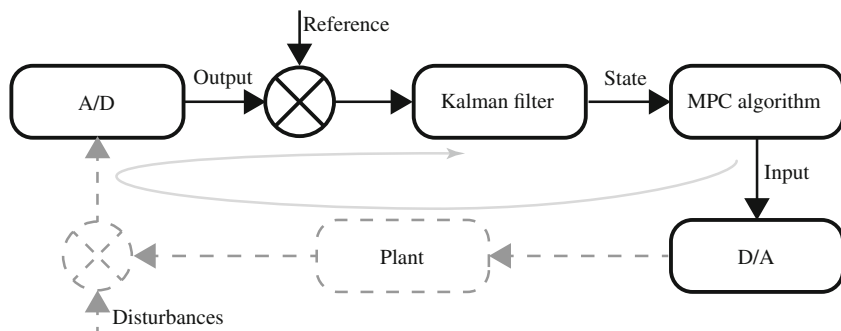 Reference
Output
State
A/D
Kalman filter
MPC algorithm
Input
Plant
D/A
Disturbances